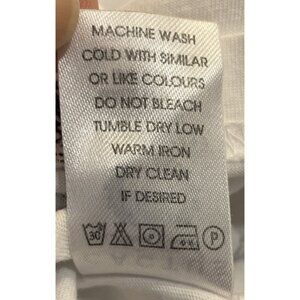 MACHINE WASH
COLD WITH SIMILAR
OR LIKE COLOURS
DO NOT BLEACH
TUMBLE DRY LOW
WARM IRON
DRY CLEAN
IF DESIRED
30 P